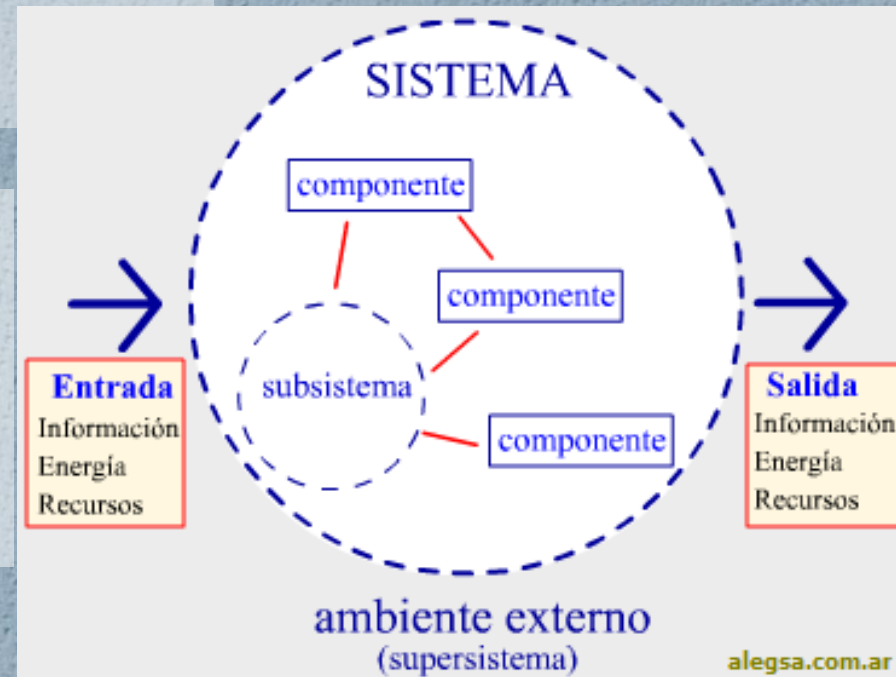 SISTEMA
componente
componente
subsistema
componente
Entrada
Información
Energía
Recursos
Salida
Información
Energía
Recursos
ambiente externo
(supersistema)
alegsa.com.ar